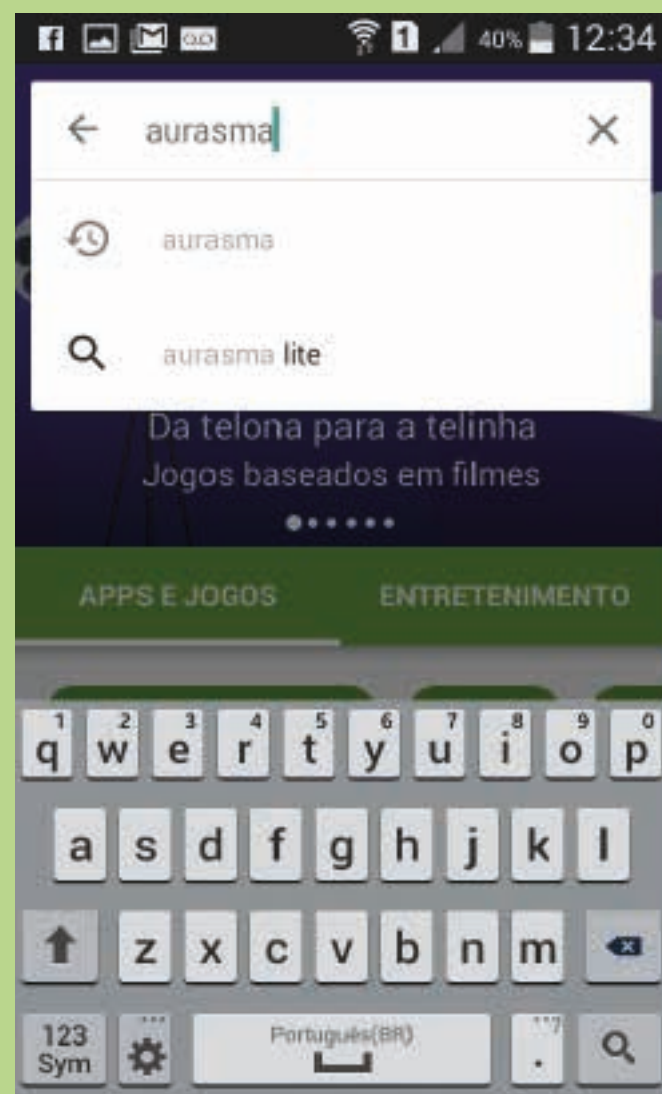 1 40% 12:34
aurasma
aurasma
aurasma lite
Da telona para a telinha
Jogos baseados em filmes
APPS E JOGOS ENTRETENIMENTO
1 2 3 4 5 6 7 8 9 0
q w e r t y u i o p
a s d f g h j k l
z x c v b n m
123 Português(BR) .
Sym